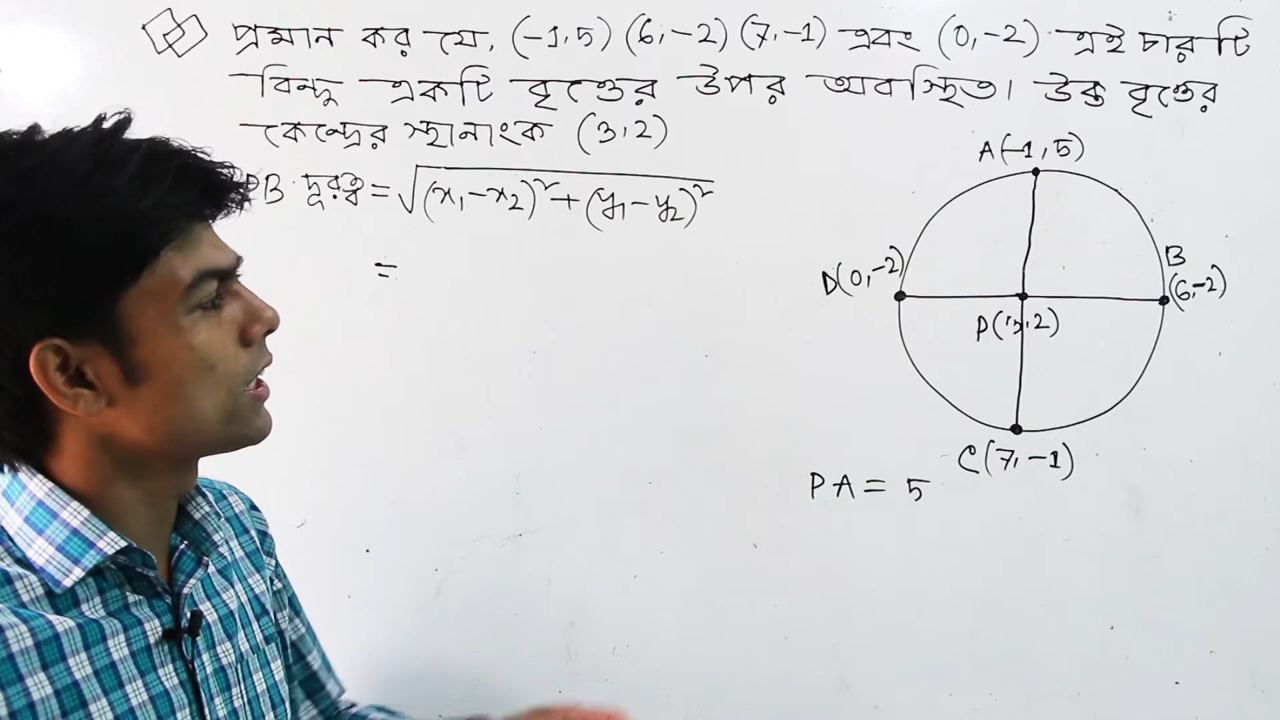 প্রমান কর যে, (-1,5) (6,-2) (7,-1) এবং (0,-2) এই চারটি
বিন্দু একটি বৃত্তের উপর অবস্থিত। উক্ত বৃত্তের
কেন্দ্রের স্থানাংক (3,2)
PB দূরত্ব = √(x₁-x₂)²+(y₁-y₂)²
=
A(-1,5)
B
(6,-2)
D(0,-2)
P(3,2)
C(7,-1)
PA = 5